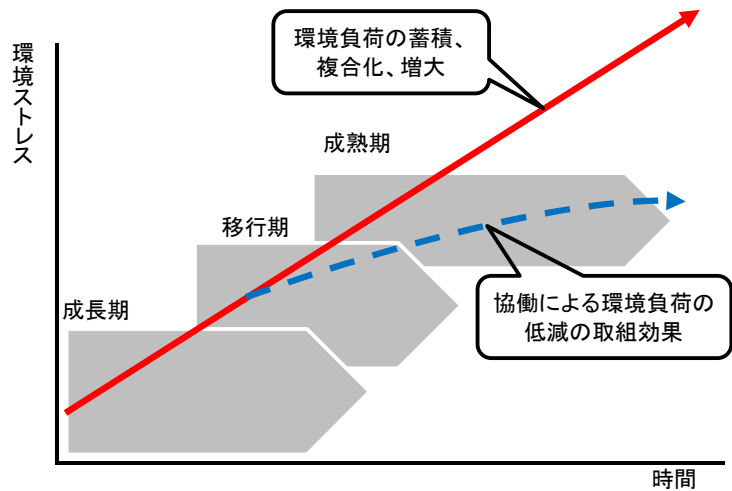 環境ストレス
環境負荷の蓄積、
複合化、増大
成熟期
移行期
成長期
協働による環境負荷の
低減の取組効果
時間